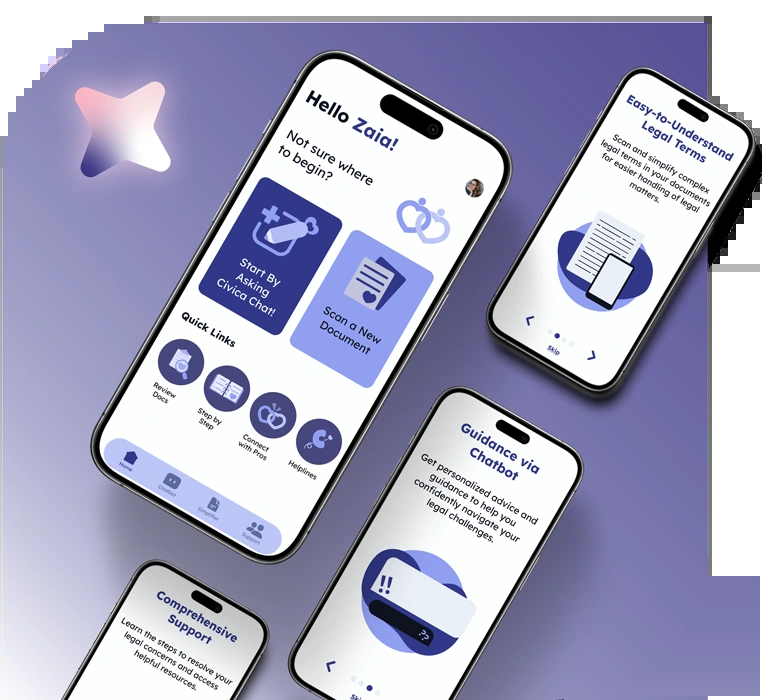 Hello Zaia!
Not sure where
to begin?
Start By
Asking
Civica Chat!
Scan a New
Document
Quick Links
Review
Docs
Step by
Step
Connect
with Pros
Helplines
Home
Chatbot
Simplifier
Support
Easy-to-Understand
Legal Terms
Scan and simplify complex
legal terms in your documents
for easier handling of legal
matters.
Skip
Guidance via
Chatbot
Get personalized advice and
guidance to help you
confidently navigate your
legal challenges.
!!
??
Skip
Comprehensive
Support
Learn the steps to resolve your
legal concerns and access
helpful resources.